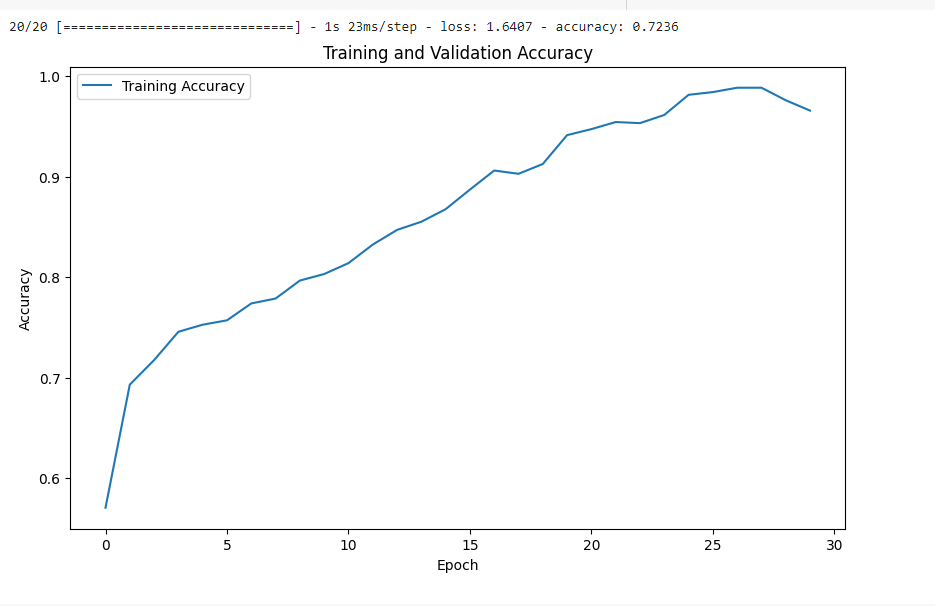 20/20 [==============================] - 1s 23ms/step - loss: 1.6407 - accuracy: 0.7236
Training and Validation Accuracy
Training Accuracy
1.0
0.9
0.8
0.7
0.6
Accuracy
0 5 10 15 20 25 30
Epoch